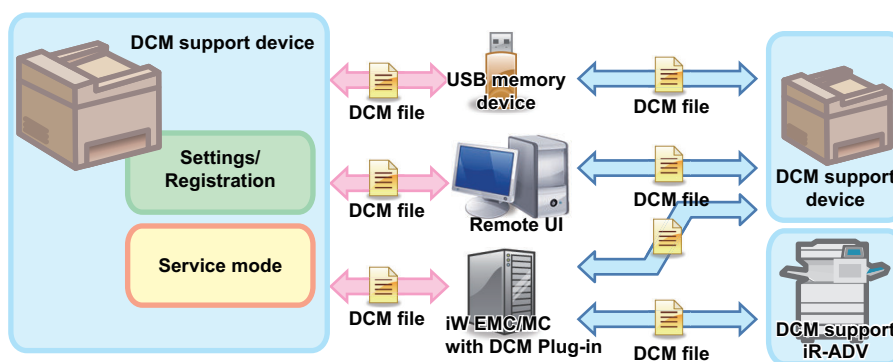 DCM support device
Settings/
Registration
Service mode
DCM file
USB memory
device
DCM file
DCM file
Remote UI
DCM file
DCM file
iW EMC/MC
with DCM Plug-in
DCM file
DCM support
device
DCM support
iR-ADV